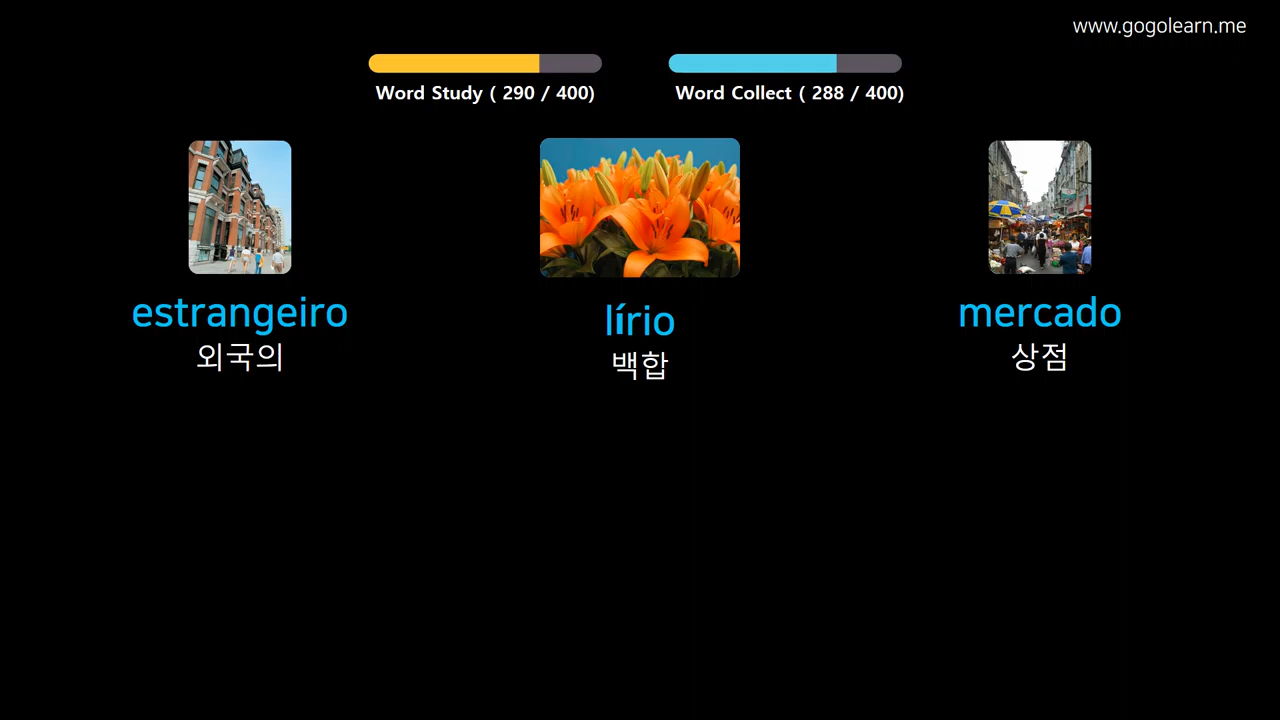 www.gogolearn.me
Word Study ( 290 / 400)
Word Collect ( 288 / 400)
estrangeiro
외국의
lírio
백합
mercado
상점